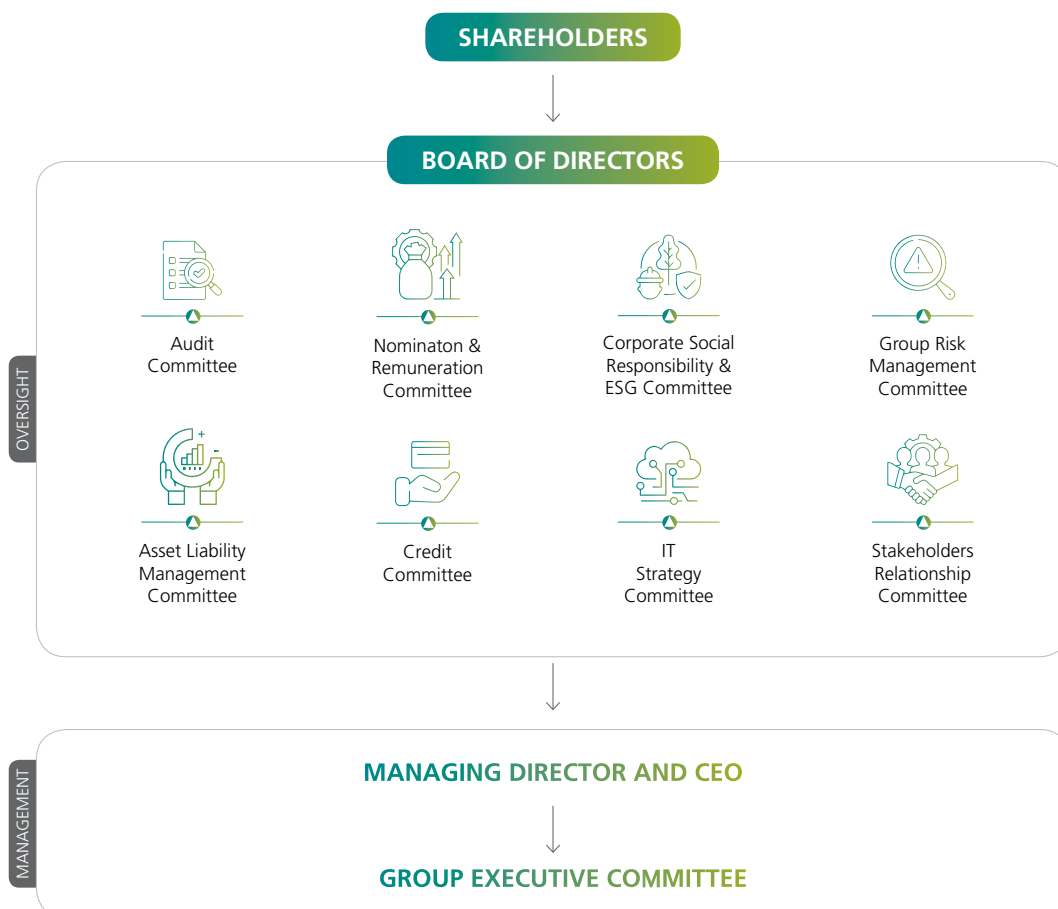 SHAREHOLDERS
BOARD OF DIRECTORS
OVERSIGHT
Audit
Committee
Nominaton &
Remuneration
Committee
Corporate Social
Responsibility &
ESG Committee
Group Risk
Management
Committee
Asset Liability
Management
Committee
Credit
Committee
IT
Strategy
Committee
Stakeholders
Relationship
Committee
MANAGEMENT
MANAGING DIRECTOR AND CEO
GROUP EXECUTIVE COMMITTEE